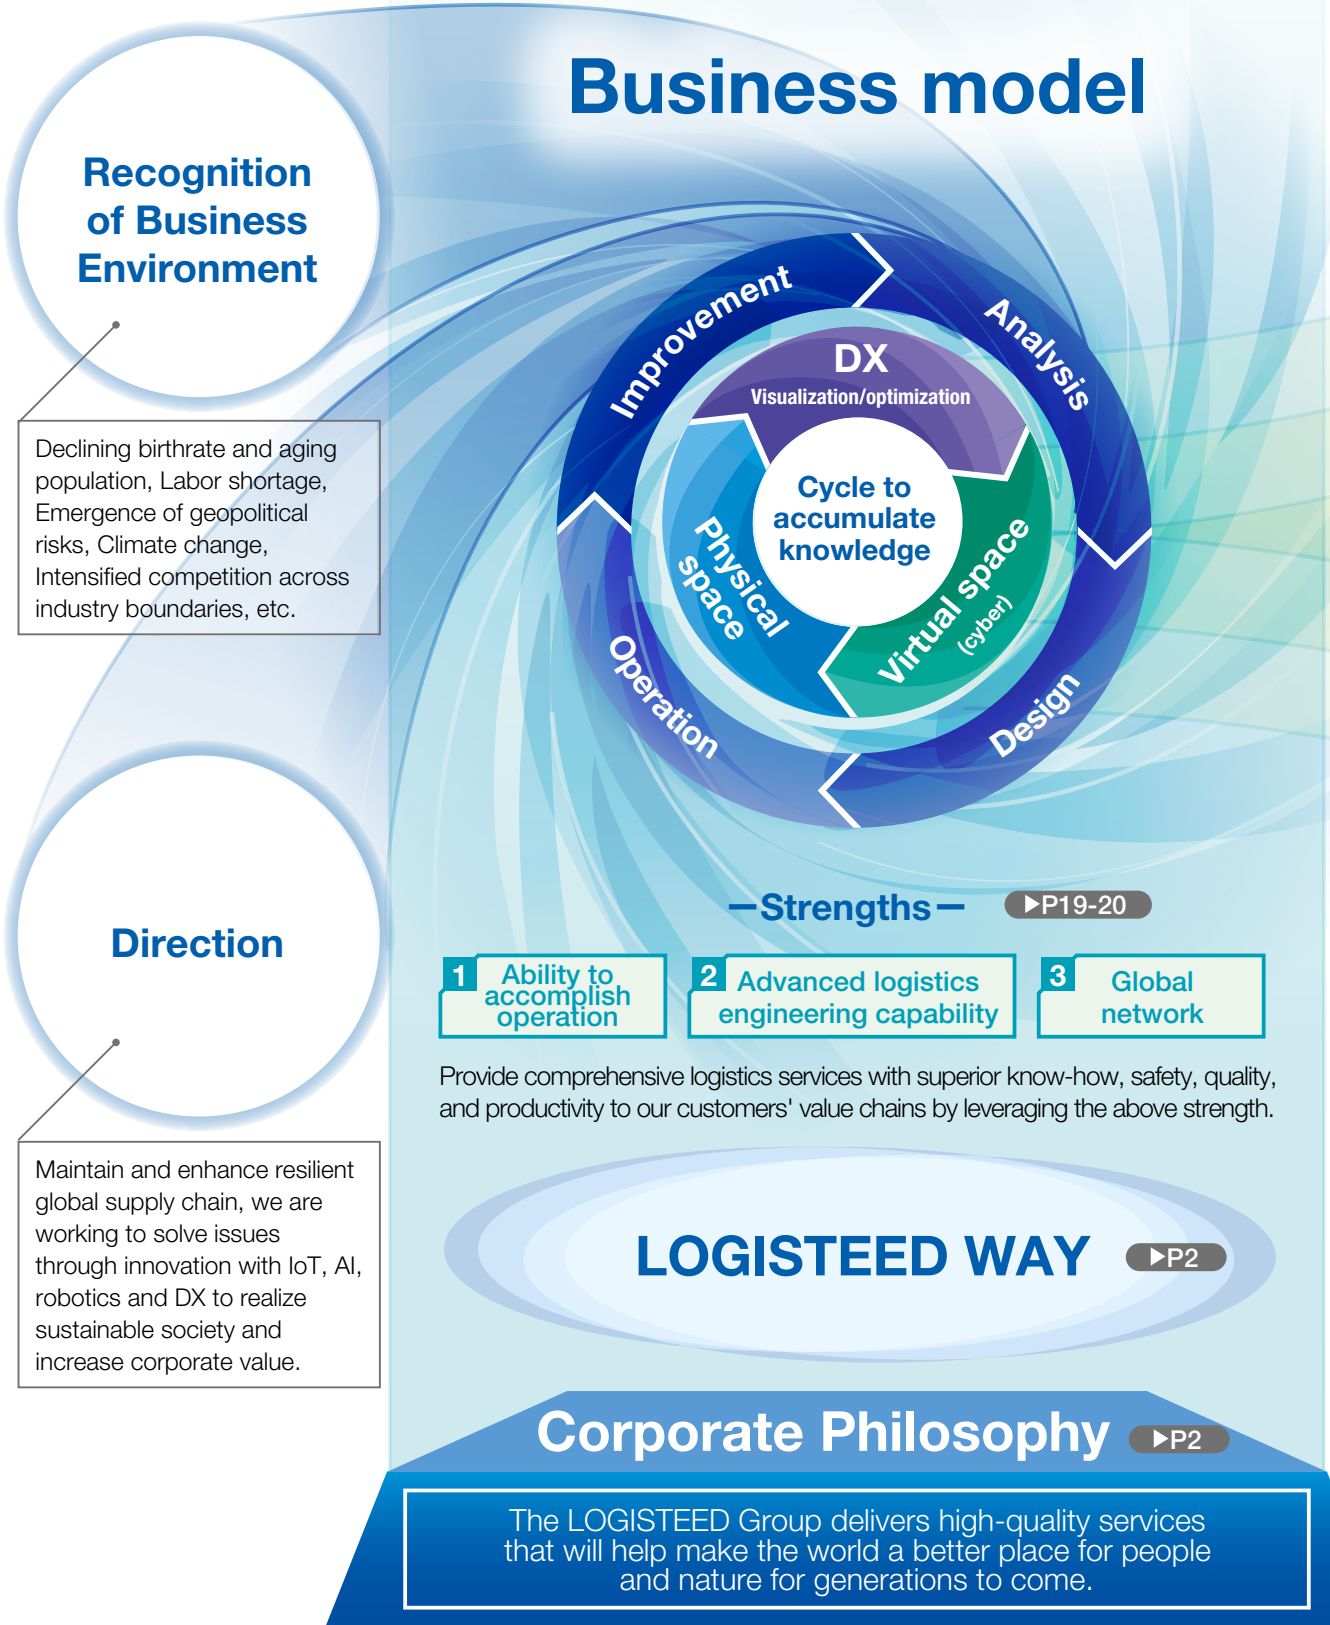 Business model
Recognition
of Business
Environment
Declining birthrate and aging
population, Labor shortage,
Emergence of geopolitical
risks, Climate change,
Intensified competition across
industry boundaries, etc.
Direction
Maintain and enhance resilient
global supply chain, we are
working to solve issues
through innovation with IoT, AI,
robotics and DX to realize
sustainable society and
increase corporate value.
Improvement
Analysis
Design
Operation
DX
Visualization/optimization
Virtual space
(cyber)
Physical
space
Cycle to
accumulate
knowledge
Strengths
▶P19-20
1 Ability to
accomplish
operation
2 Advanced logistics
engineering capability
3 Global
network
Provide comprehensive logistics services with superior know-how, safety, quality,
and productivity to our customers' value chains by leveraging the above strength.
LOGISTEED WAY ▶P2
Corporate Philosophy ▶P2
The LOGISTEED Group delivers high-quality services
that will help make the world a better place for people
and nature for generations to come.